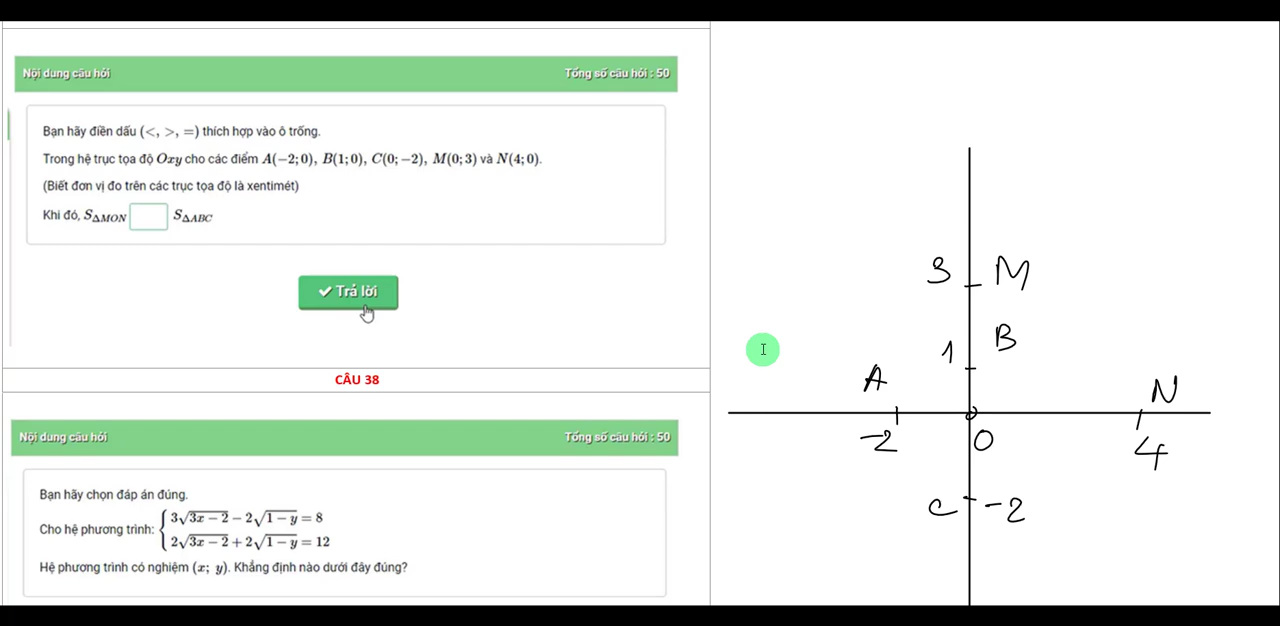 Nội dung câu hỏi
Tổng số câu hỏi : 50
Bạn hãy điền dấu (<, >, =) thích hợp vào ô trống.
Trong hệ trục tọa độ Oxy cho các điểm A(−2; 0), B(1; 0), C(0; −2), M(0; 3) và N(4; 0).
(Biết đơn vị đo trên các trục tọa độ là xentimét)
Khi đó, S△MON S△ABC
Trả lời
CÂU 38
Nội dung câu hỏi
Tổng số câu hỏi : 50
Bạn hãy chọn đáp án đúng.
Cho hệ phương trình: { 3√(3x − 2) − 2√(1 − y) = 8
2√(3x − 2) + 2√(1 − y) = 12
Hệ phương trình có nghiệm (x; y). Khẳng định nào dưới đây đúng?
3 M
1 B
A N
-2 0 4
C -2